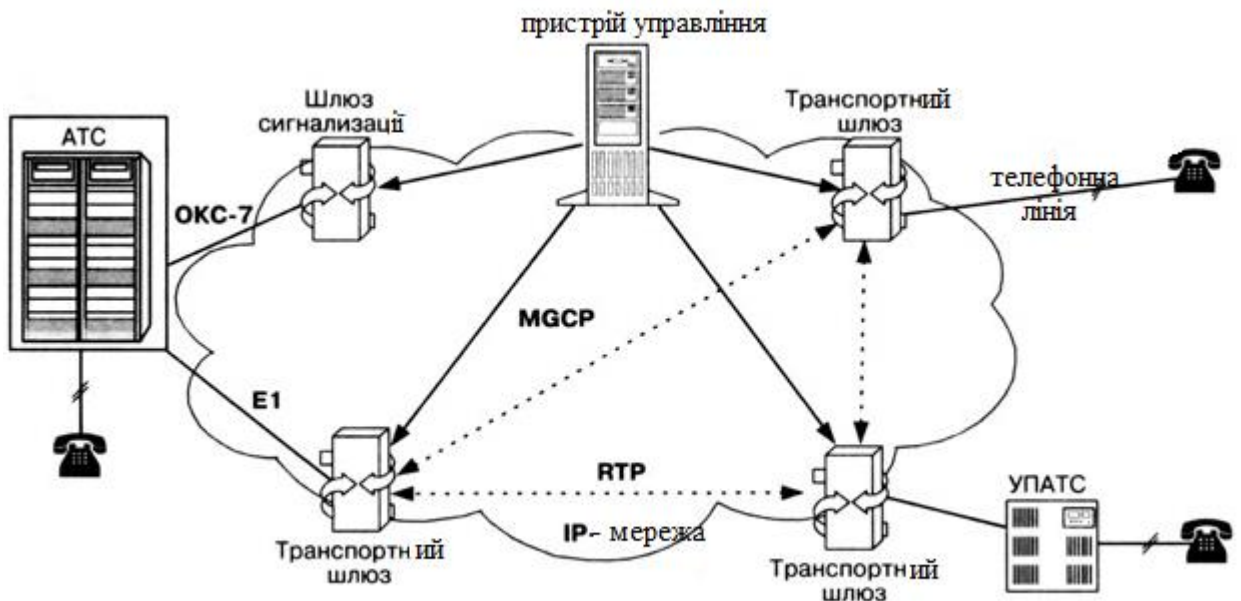 пристрій управління
Шлюз
сигнализації
Транспортний
шлюз
АТС
телефонна
лінія
ОКС-7
MGCP
E1
RTP
УПАТС
IP- мережа
Транспортний
шлюз
Транспортний
шлюз